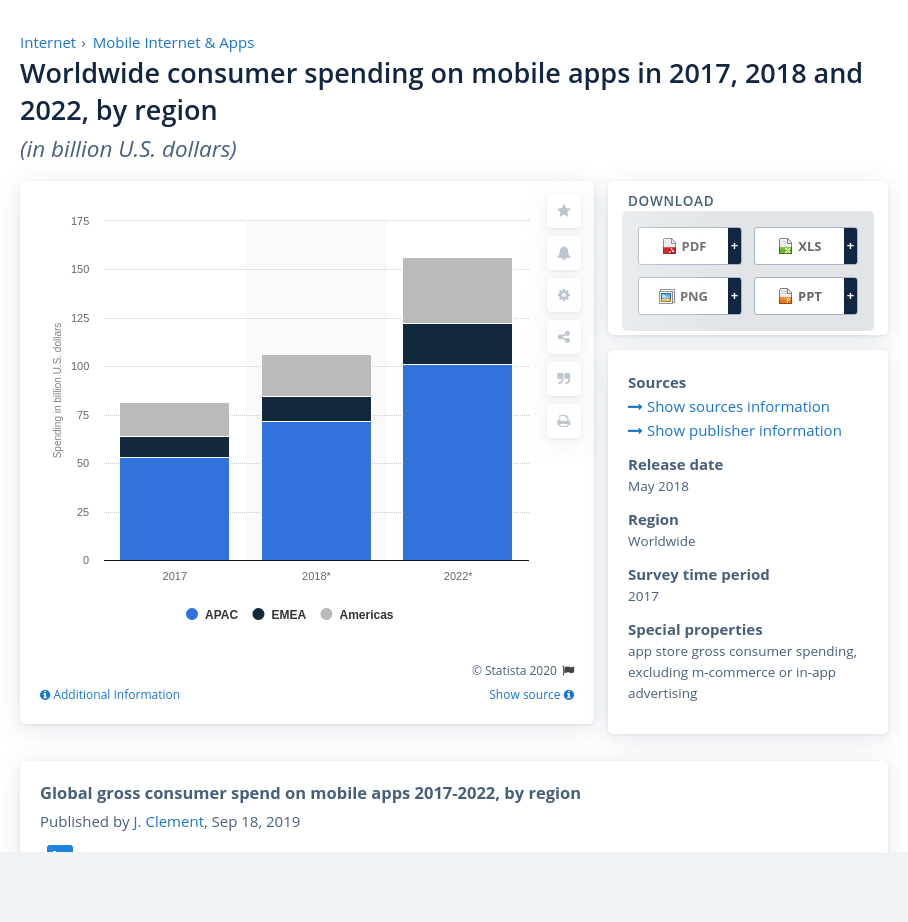 Internet › Mobile Internet & Apps
Worldwide consumer spending on mobile apps in 2017, 2018 and
2022, by region
(in billion U.S. dollars)
175
150
125
100
75
50
25
0
Spending in billion U.S. dollars
2017
2018*
2022*
APAC
EMEA
Americas
© Statista 2020
Additional Information
Show source
DOWNLOAD
PDF +
XLS +
PNG +
PPT +
Sources
Show sources information
Show publisher information
Release date
May 2018
Region
Worldwide
Survey time period
2017
Special properties
app store gross consumer spending,
excluding m-commerce or in-app
advertising
Global gross consumer spend on mobile apps 2017-2022, by region
Published by J. Clement, Sep 18, 2019